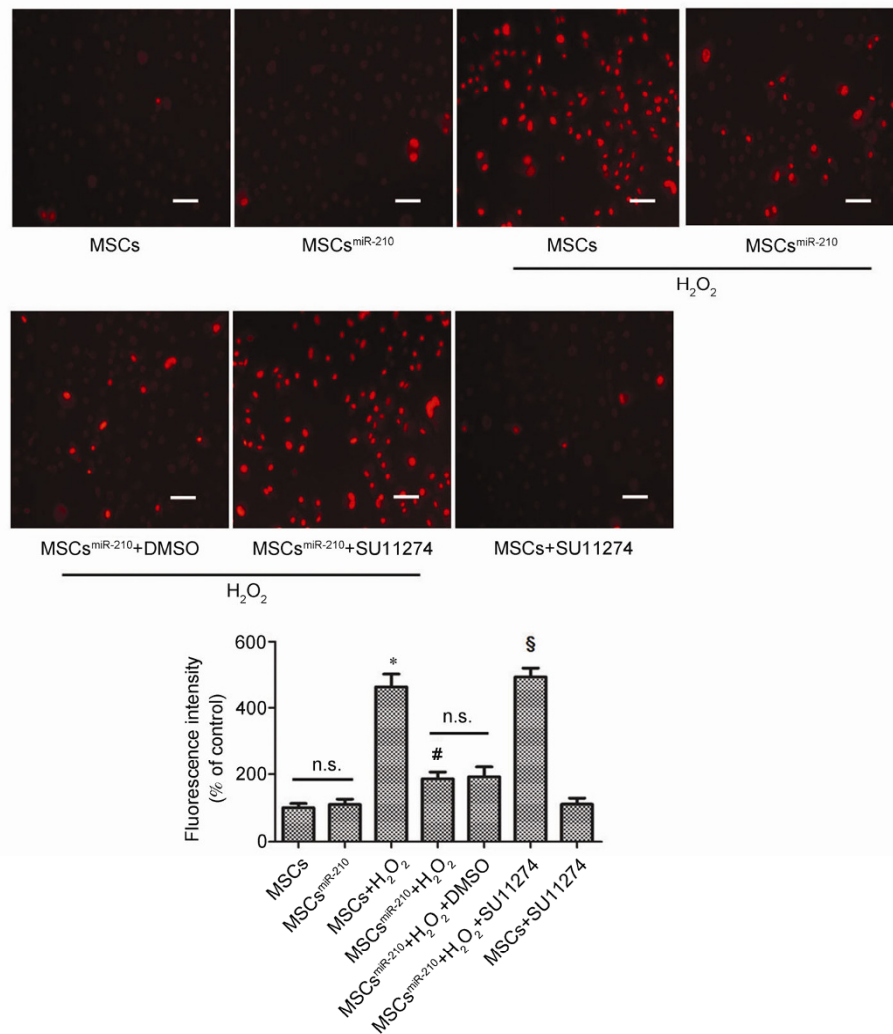 MSCs MSCs^miR-210 MSCs MSCs^miR-210
H₂O₂
MSCs^miR-210+DMSO MSCs^miR-210+SU11274 MSCs+SU11274
H₂O₂
Fluorescence intensity
(% of control)
600
400
200
0
n.s.
*
#
n.s.
§
MSCs
MSCs^miR-210
MSCs+H₂O₂
MSCs^miR-210+H₂O₂
MSCs^miR-210+H₂O₂+DMSO
MSCs^miR-210+H₂O₂+SU11274
MSCs+SU11274